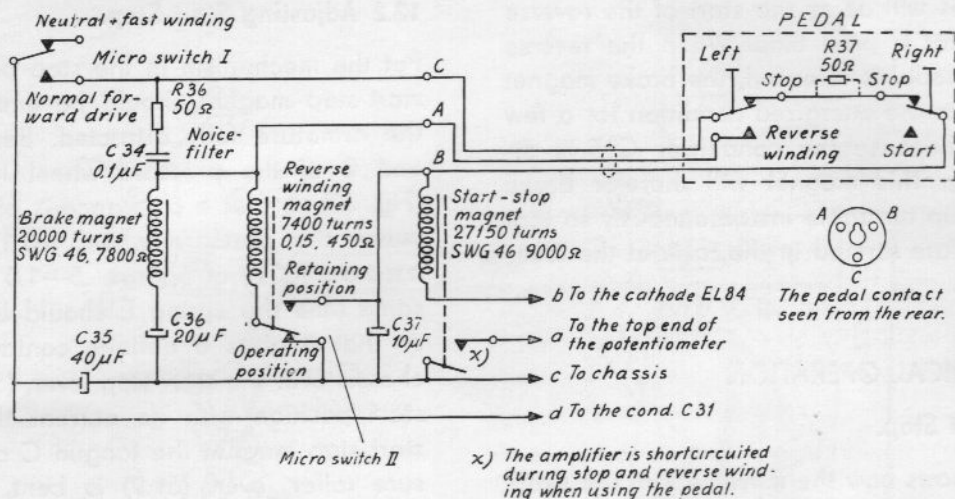 Neutral + fast winding
Micro switch I
Normal for-
ward drive
R36
50Ω
Noice-
filter
C34
0,1µF
Brake magnet
20000 turns
SWG 46, 7800Ω
C35
40µF
C36
20µF
Reverse
winding
magnet
7400 turns
0,15, 450Ω
Retaining
position
Operating
position
C37
10µF
Micro switch II
C
A
B
Start-stop
magnet
27150 turns
SWG 46 9000Ω
x)
b To the cathode EL84
a To the top end of
the potentiometer
c To chassis
d To the cond. C31
x) The amplifier is shortcircuited
during stop and reverse wind-
ing when using the pedal.
PEDAL
Left
R37
50Ω
Right
Stop
Stop
Reverse
winding
Start
A
B
C
The pedal contact
seen from the rear.